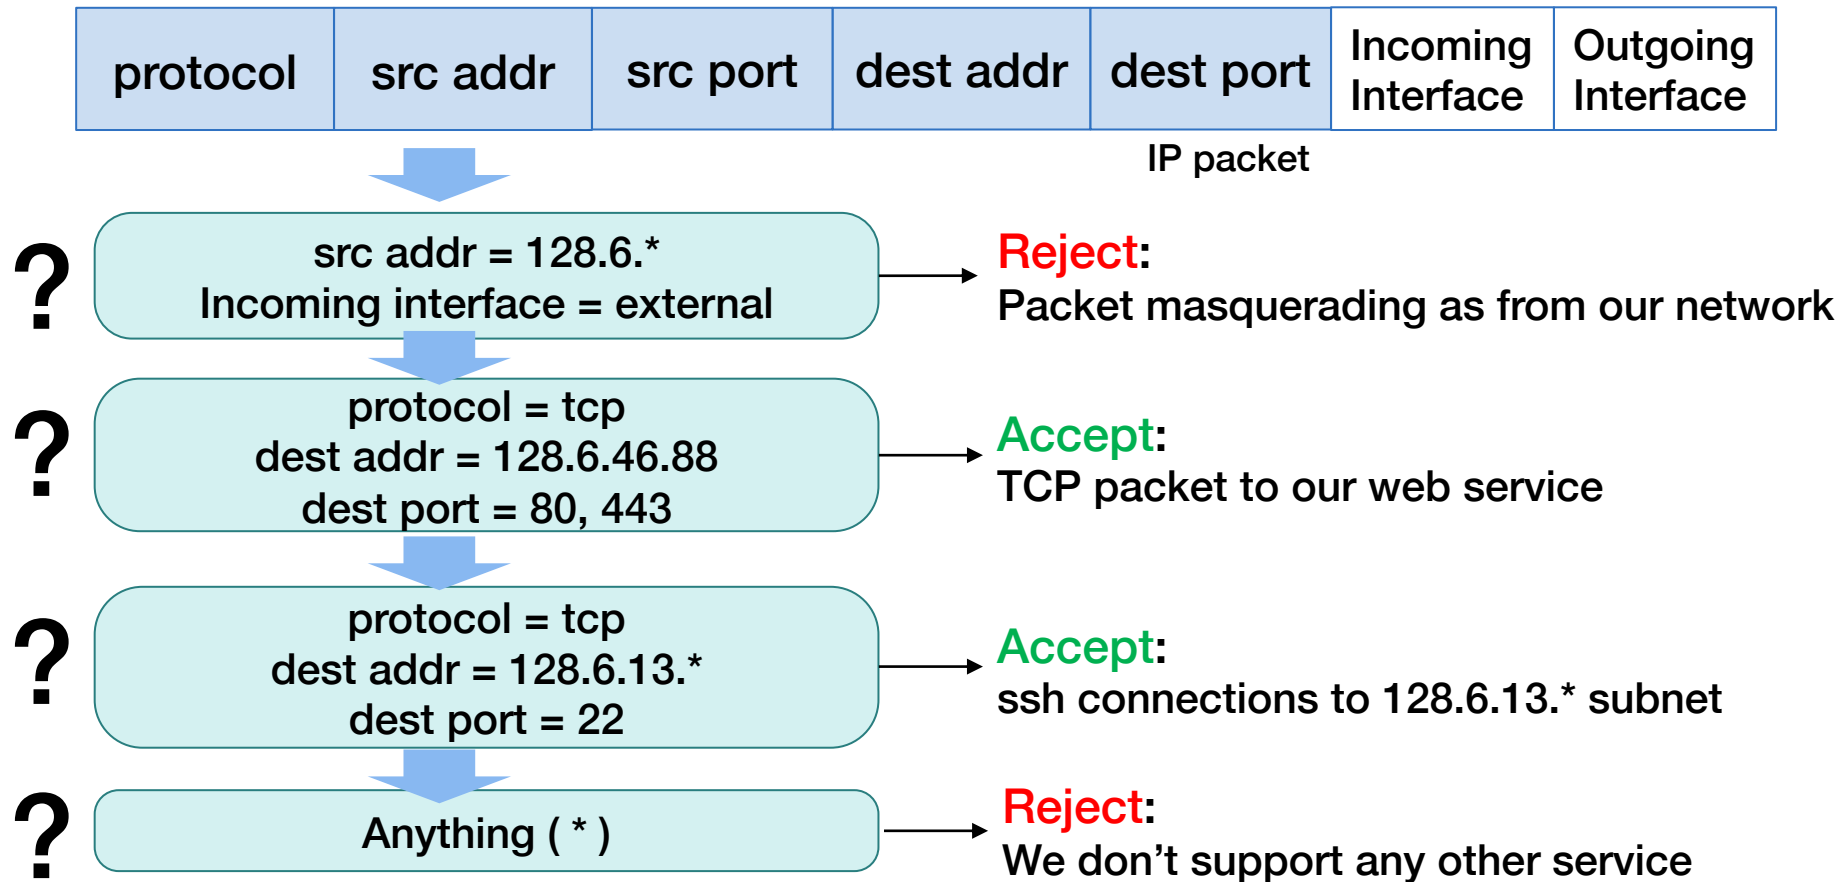 protocol
src addr
src port
dest addr
dest port
Incoming
Interface
Outgoing
Interface
IP packet
?
src addr = 128.6.*
Incoming interface = external
Reject:
Packet masquerading as from our network
?
protocol = tcp
dest addr = 128.6.46.88
dest port = 80, 443
Accept:
TCP packet to our web service
?
protocol = tcp
dest addr = 128.6.13.*
dest port = 22
Accept:
ssh connections to 128.6.13.* subnet
?
Anything ( * )
Reject:
We don’t support any other service